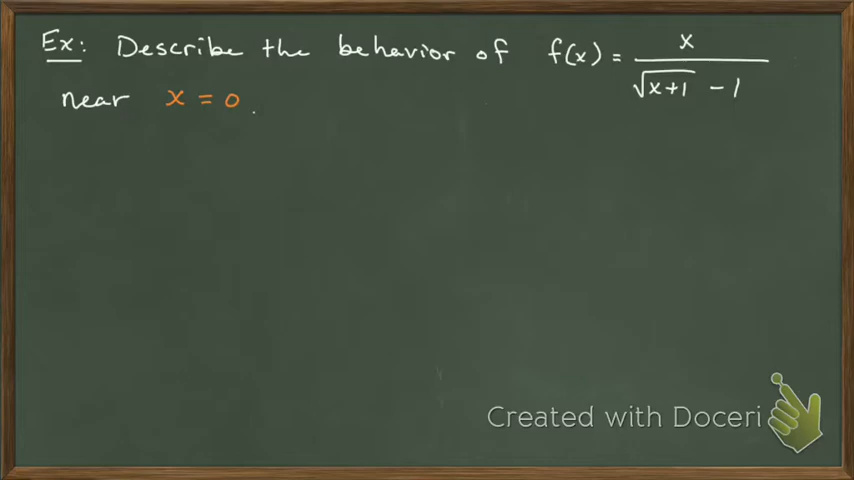 Ex: Describe the behavior of f(x) = x / (√(x+1) - 1)
near x = 0.
Created with Doceri